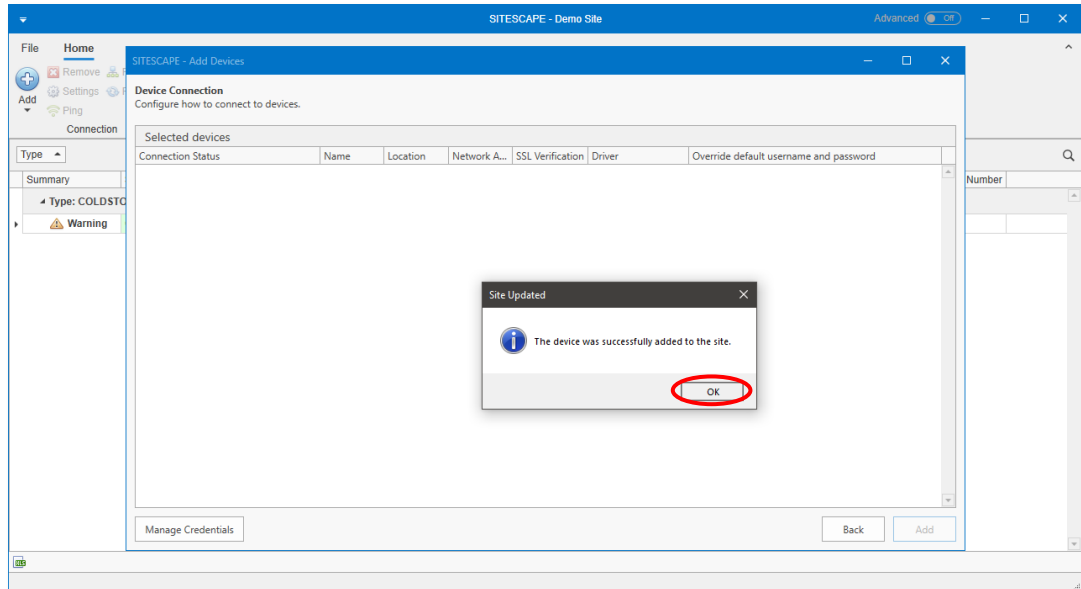 SITESCAPE - Demo Site
Advanced Off
File Home
SITESCAPE - Add Devices
Remove
Add
Settings
Ping
Connection
Device Connection
Configure how to connect to devices.
Selected devices
Type
Connection Status Name Location Network A... SSL Verification Driver Override default username and password
Summary Number
Type: COLDSTO
Warning
Site Updated
The device was successfully added to the site.
OK
Manage Credentials Back Add